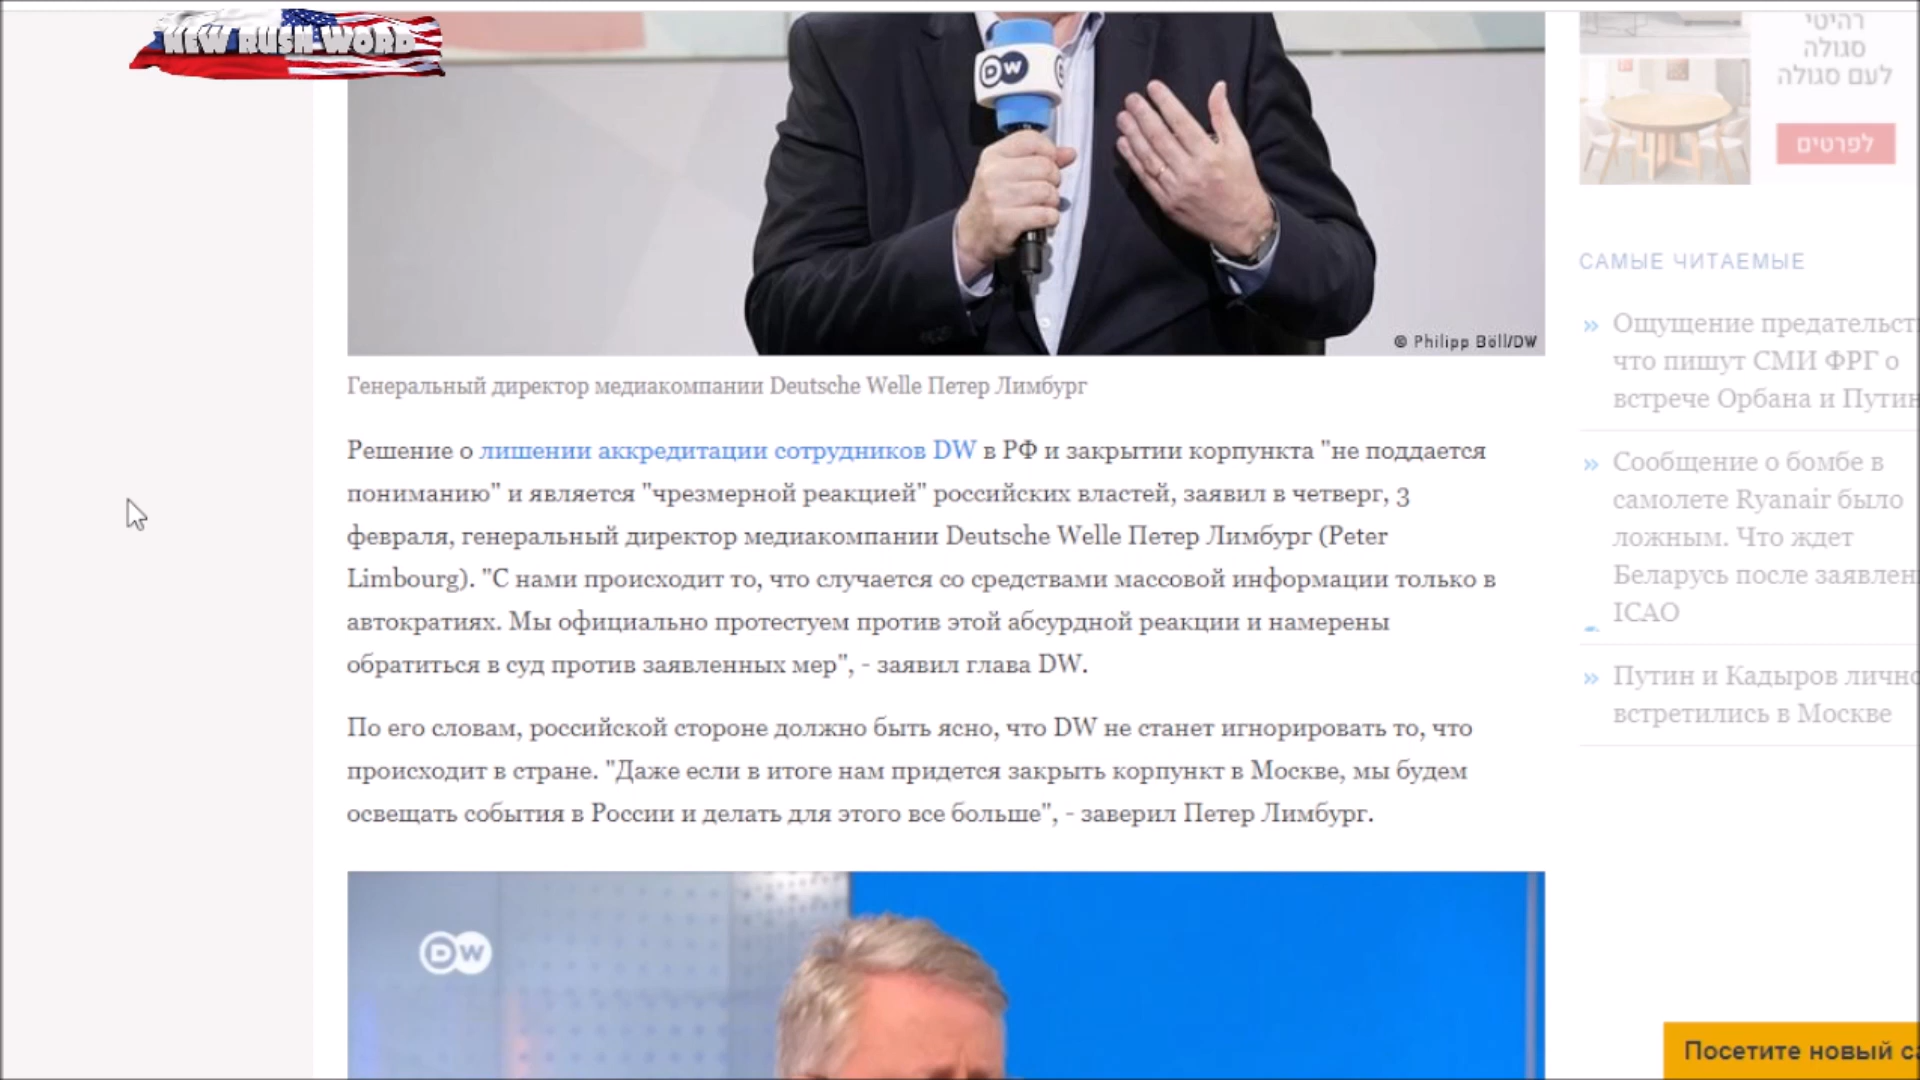 NEW RUSH WORD
DW
© Philipp Böll/DW
Генеральный директор медиакомпании Deutsche Welle Петер Лимбург
Решение о лишении аккредитации сотрудников DW в РФ и закрытии корпункта "не поддается
пониманию" и является "чрезмерной реакцией" российских властей, заявил в четверг, 3
февраля, генеральный директор медиакомпании Deutsche Welle Петер Лимбург (Peter
Limbourg). "С нами происходит то, что случается со средствами массовой информации только в
автократиях. Мы официально протестуем против этой абсурдной реакции и намерены
обратиться в суд против заявленных мер", - заявил глава DW.
По его словам, российской стороне должно быть ясно, что DW не станет игнорировать то, что
происходит в стране. "Даже если в итоге нам придется закрыть корпункт в Москве, мы будем
освещать события в России и делать для этого все больше", - заверил Петер Лимбург.
DW
רהיטי
סגולה
לעם סגולה
לפרטים
САМЫЕ ЧИТАЕМЫЕ
» Ощущение предательст
что пишут СМИ ФРГ о
встрече Орбана и Путин
» Сообщение о бомбе в
самолете Ryanair было
ложным. Что ждет
Беларусь после заявлен
ICAO
» Путин и Кадыров лично
встретились в Москве
Посетите новый са